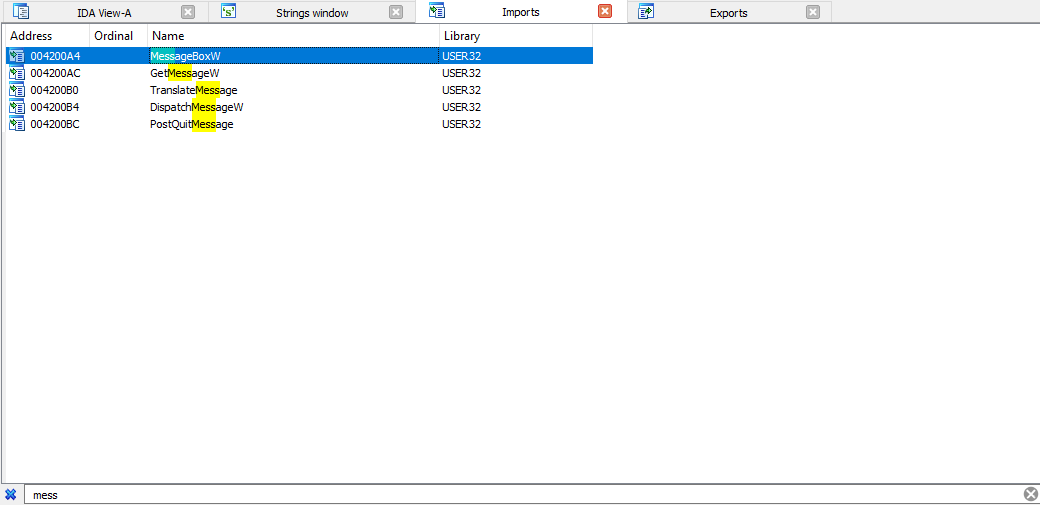 IDA View-A Strings window Imports Exports
Address Ordinal Name Library
004200A4 MessageBoxW USER32
004200AC GetMessageW USER32
004200B0 TranslateMessage USER32
004200B4 DispatchMessageW USER32
004200BC PostQuitMessage USER32
mess